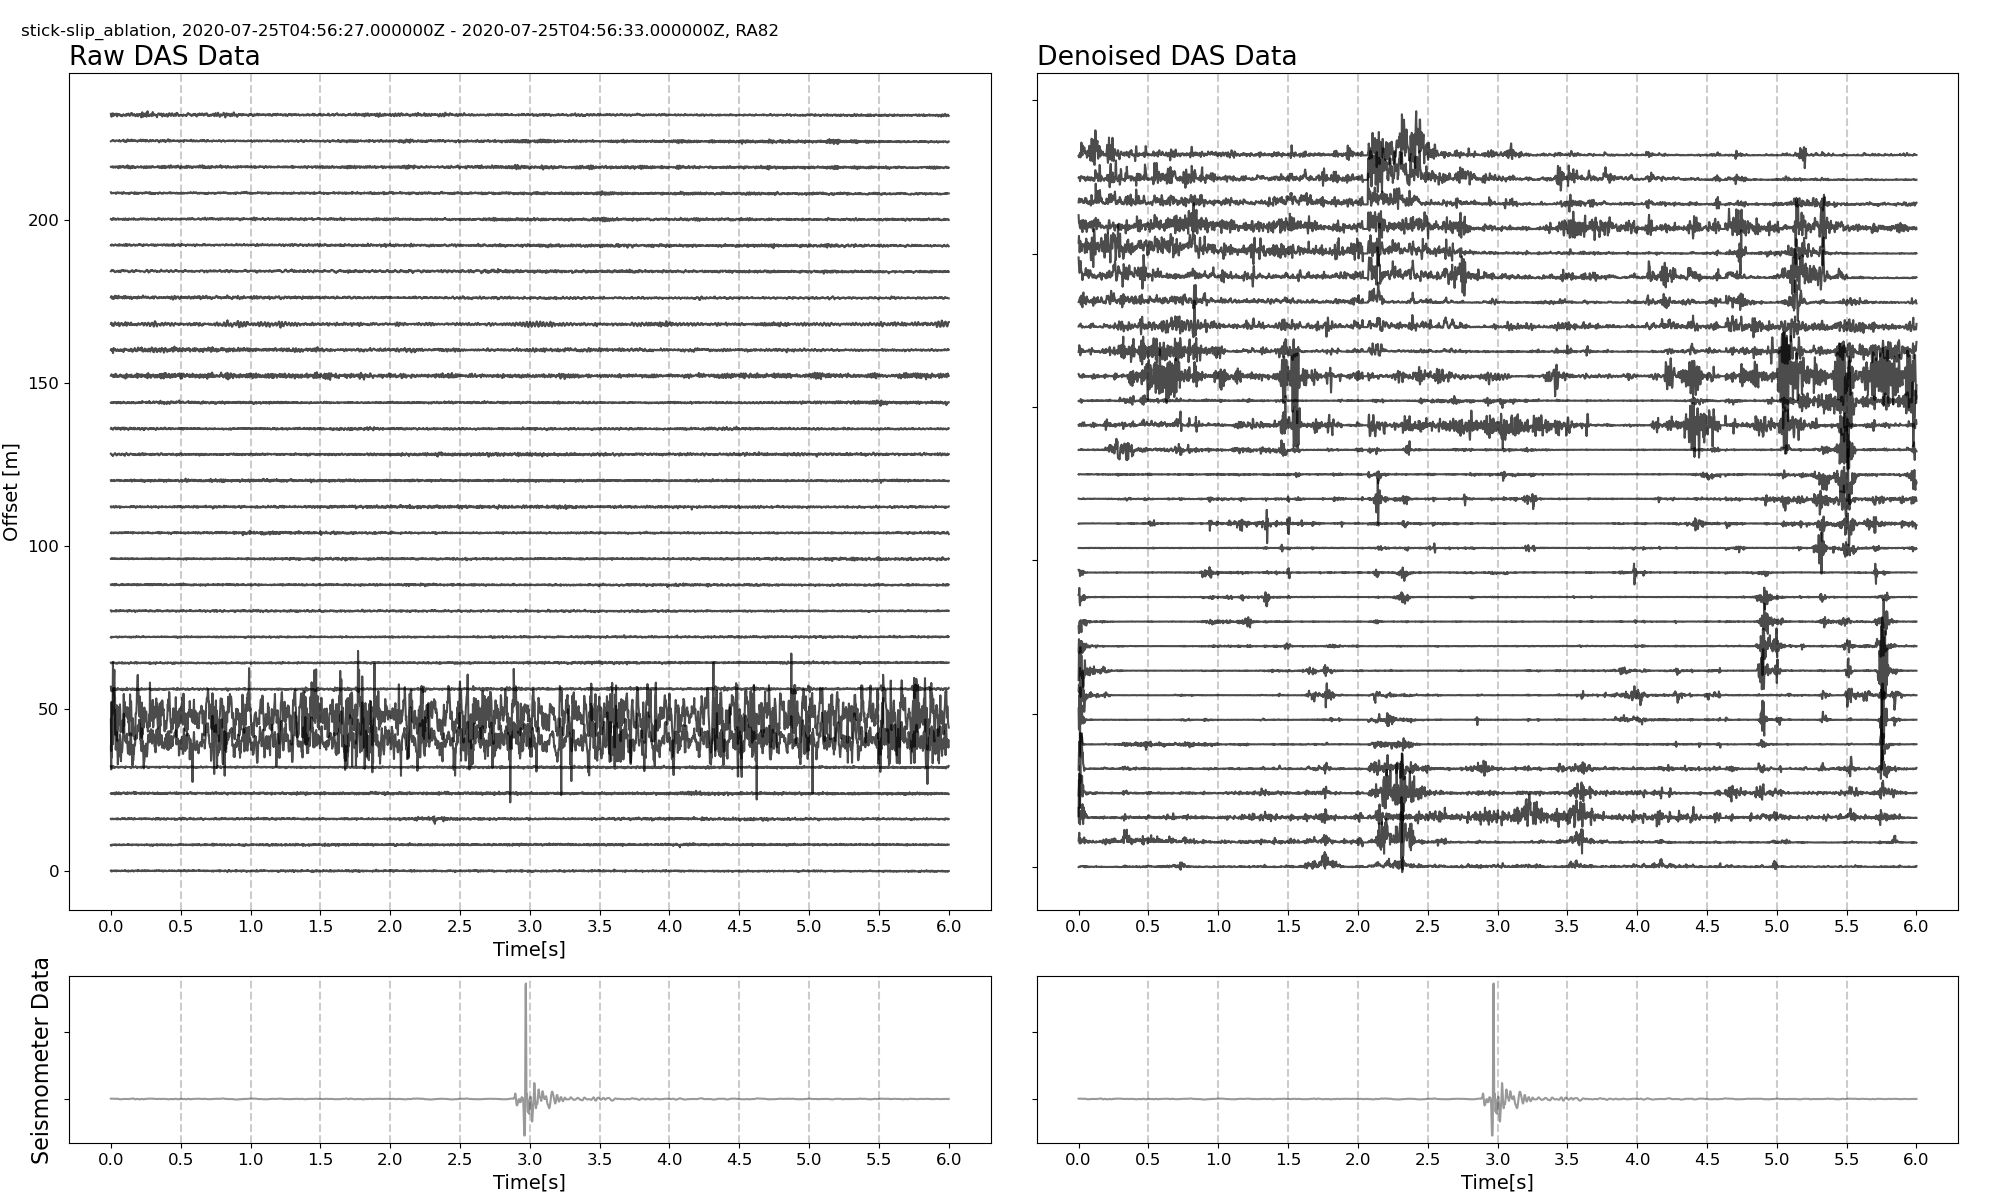 stick-slip_ablation, 2020-07-25T04:56:27.000000Z - 2020-07-25T04:56:33.000000Z, RA82
Raw DAS Data
Denoised DAS Data
Offset [m]
200
150
100
50
0
0.0 0.5 1.0 1.5 2.0 2.5 3.0 3.5 4.0 4.5 5.0 5.5 6.0
Time[s]
0.0 0.5 1.0 1.5 2.0 2.5 3.0 3.5 4.0 4.5 5.0 5.5 6.0
Seismometer Data
0.0 0.5 1.0 1.5 2.0 2.5 3.0 3.5 4.0 4.5 5.0 5.5 6.0
Time[s]
0.0 0.5 1.0 1.5 2.0 2.5 3.0 3.5 4.0 4.5 5.0 5.5 6.0
Time[s]